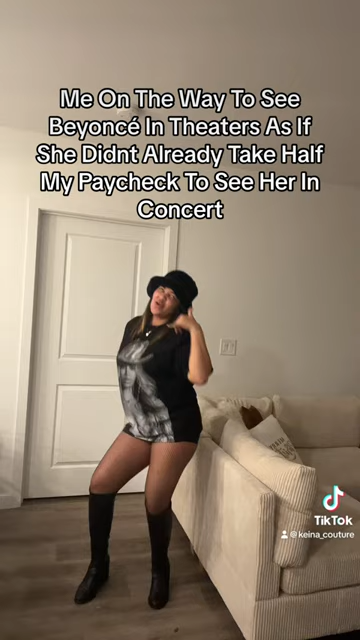 Me On The Way To See
Beyoncé In Theaters As If
She Didnt Already Take Half
My Paycheck To See Her In
Concert
TikTok
@keina_couture